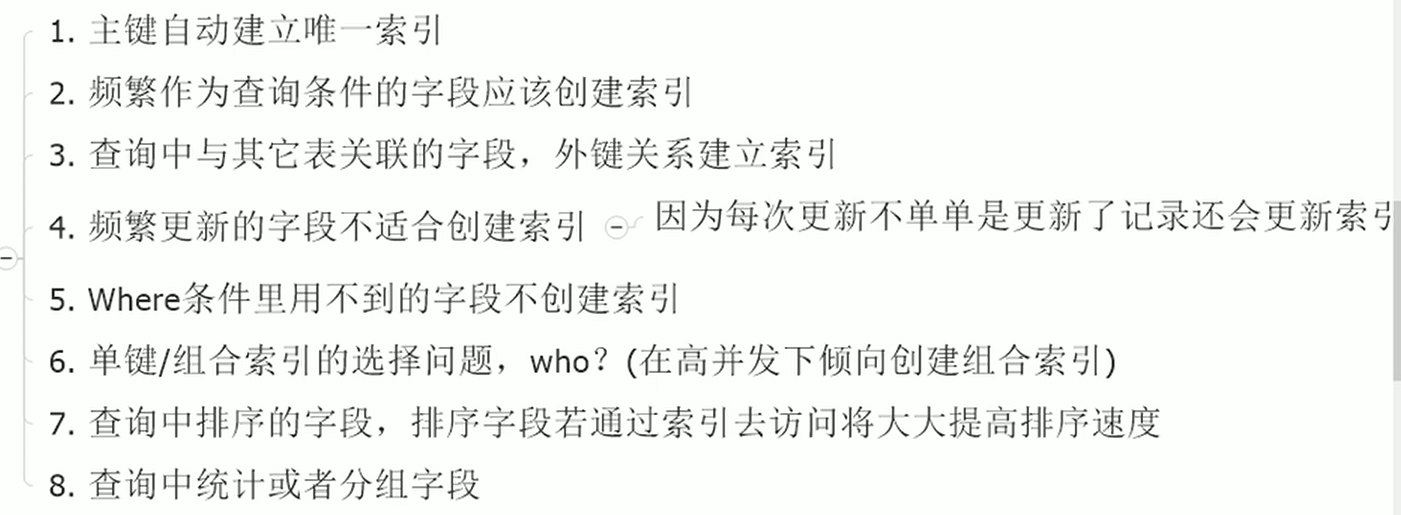 1. 主键自动建立唯一索引
2. 频繁作为查询条件的字段应该创建索引
3. 查询中与其它表关联的字段，外键关系建立索引
4. 频繁更新的字段不适合创建索引 因为每次更新不单单是更新了记录还会更新索引
5. Where条件里用不到的字段不创建索引
6. 单键/组合索引的选择问题，who？(在高并发下倾向创建组合索引)
7. 查询中排序的字段，排序字段若通过索引去访问将大大提高排序速度
8. 查询中统计或者分组字段